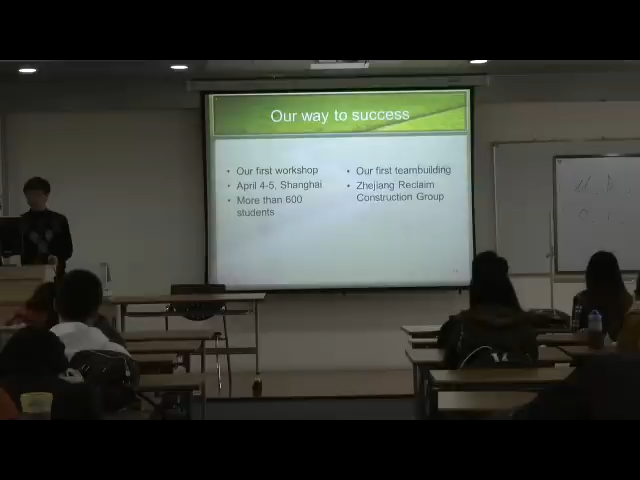 Our way to success
• Our first workshop
• April 4-5, Shanghai
• More than 600
students
• Our first teambuilding
• Zhejiang Reclaim
Construction Group